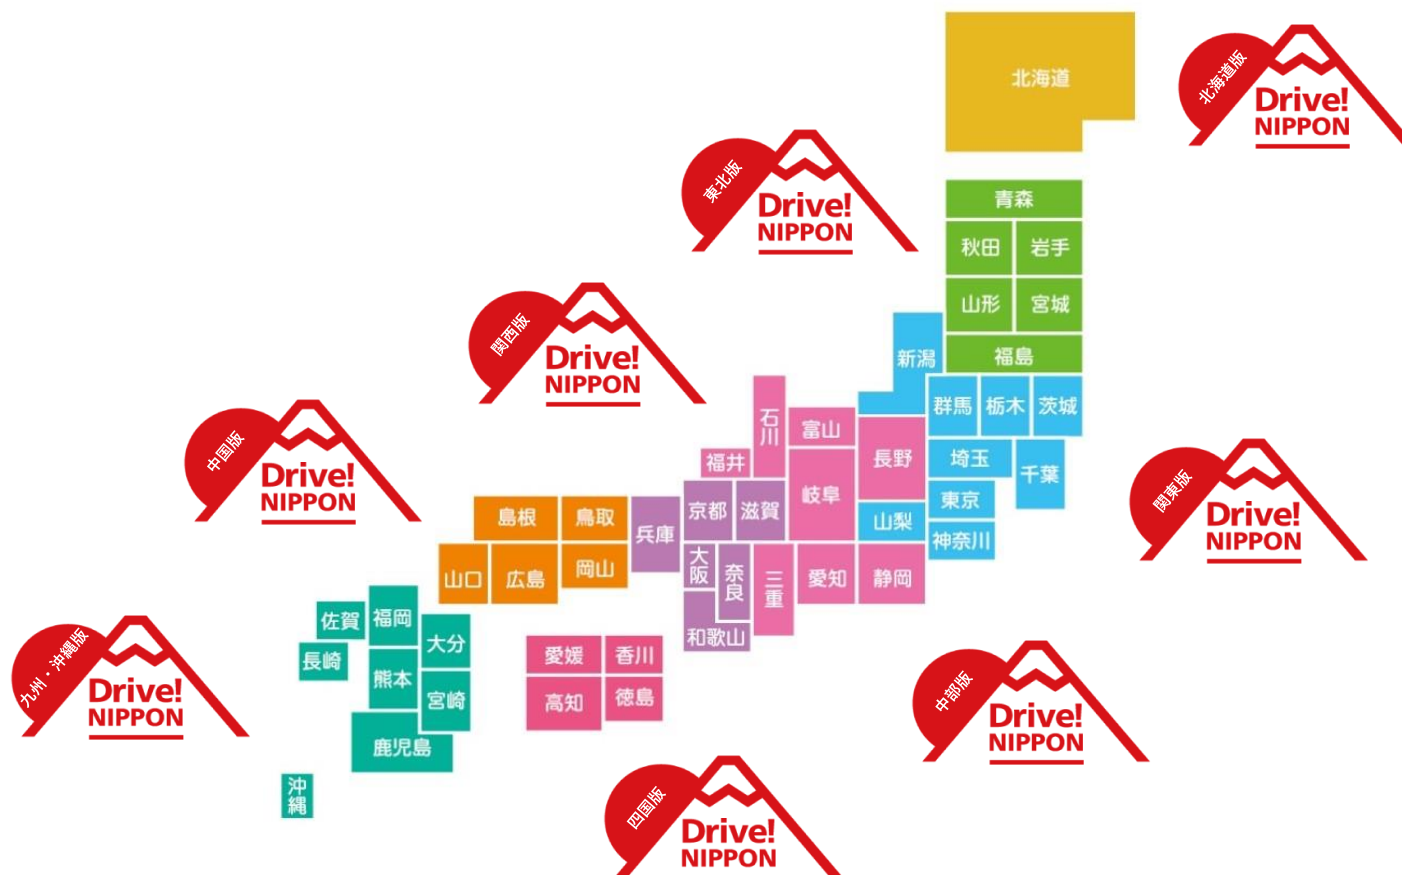 北海道
北海道版
Drive!
NIPPON
東北版
Drive!
NIPPON
青森
秋田
岩手
山形
宮城
福島
関西版
Drive!
NIPPON
新潟
群馬
栃木
茨城
石川
富山
長野
埼玉
千葉
福井
岐阜
東京
山梨
神奈川
中国版
Drive!
NIPPON
関東版
Drive!
NIPPON
島根
鳥取
兵庫
京都
滋賀
山口
広島
岡山
大阪
奈良
三重
愛知
静岡
和歌山
佐賀
福岡
大分
長崎
熊本
宮崎
鹿児島
沖縄
愛媛
香川
高知
徳島
九州・沖縄版
Drive!
NIPPON
中部版
Drive!
NIPPON
四国版
Drive!
NIPPON